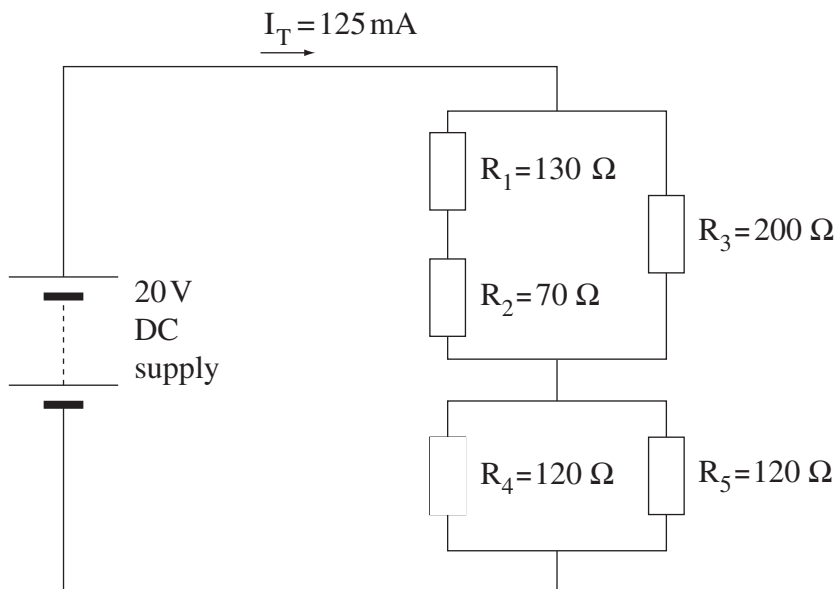 I_T = 125 mA
R_1 = 130 Ω
R_3 = 200 Ω
R_2 = 70 Ω
20 V
DC
supply
R_4 = 120 Ω
R_5 = 120 Ω